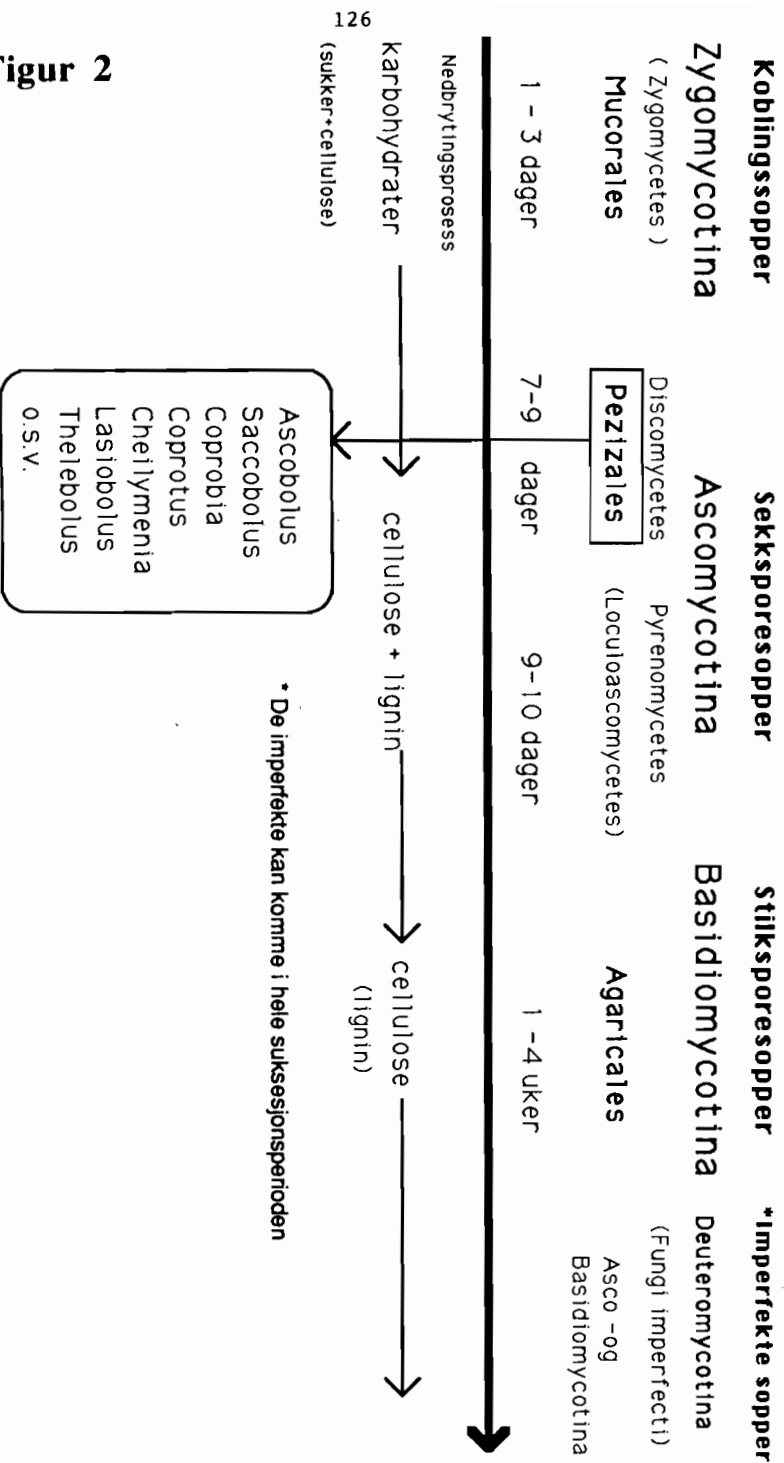 126
Figur 2
Koblingssopper
Sekksporesopper
Stilksporesopper
*Imperfekte sopper
Zygomycotina
Ascomycotina
Basidiomycotina
Deuteromycotina
( Zygomycetes )
Discomycetes
Pyrenomycetes
(Fungi imperfecti)
Mucorales
Pezizales
(Loculoascomycetes)
Agaricales
Asco -og
Basidiomycotina
1 - 3 dager
7-9 dager
9-10 dager
1 -4 uker
Nedbrytingsprosess
karbohydrater
cellulose + lignin
cellulose
(sukker+cellulose)
(lignin)
Ascobolus
Saccobolus
Coprobia
Coprotus
Cheilymenia
Lasiobolus
Thelebolus
o.s.v.
* De imperfekte kan komme i hele suksesjonsperioden